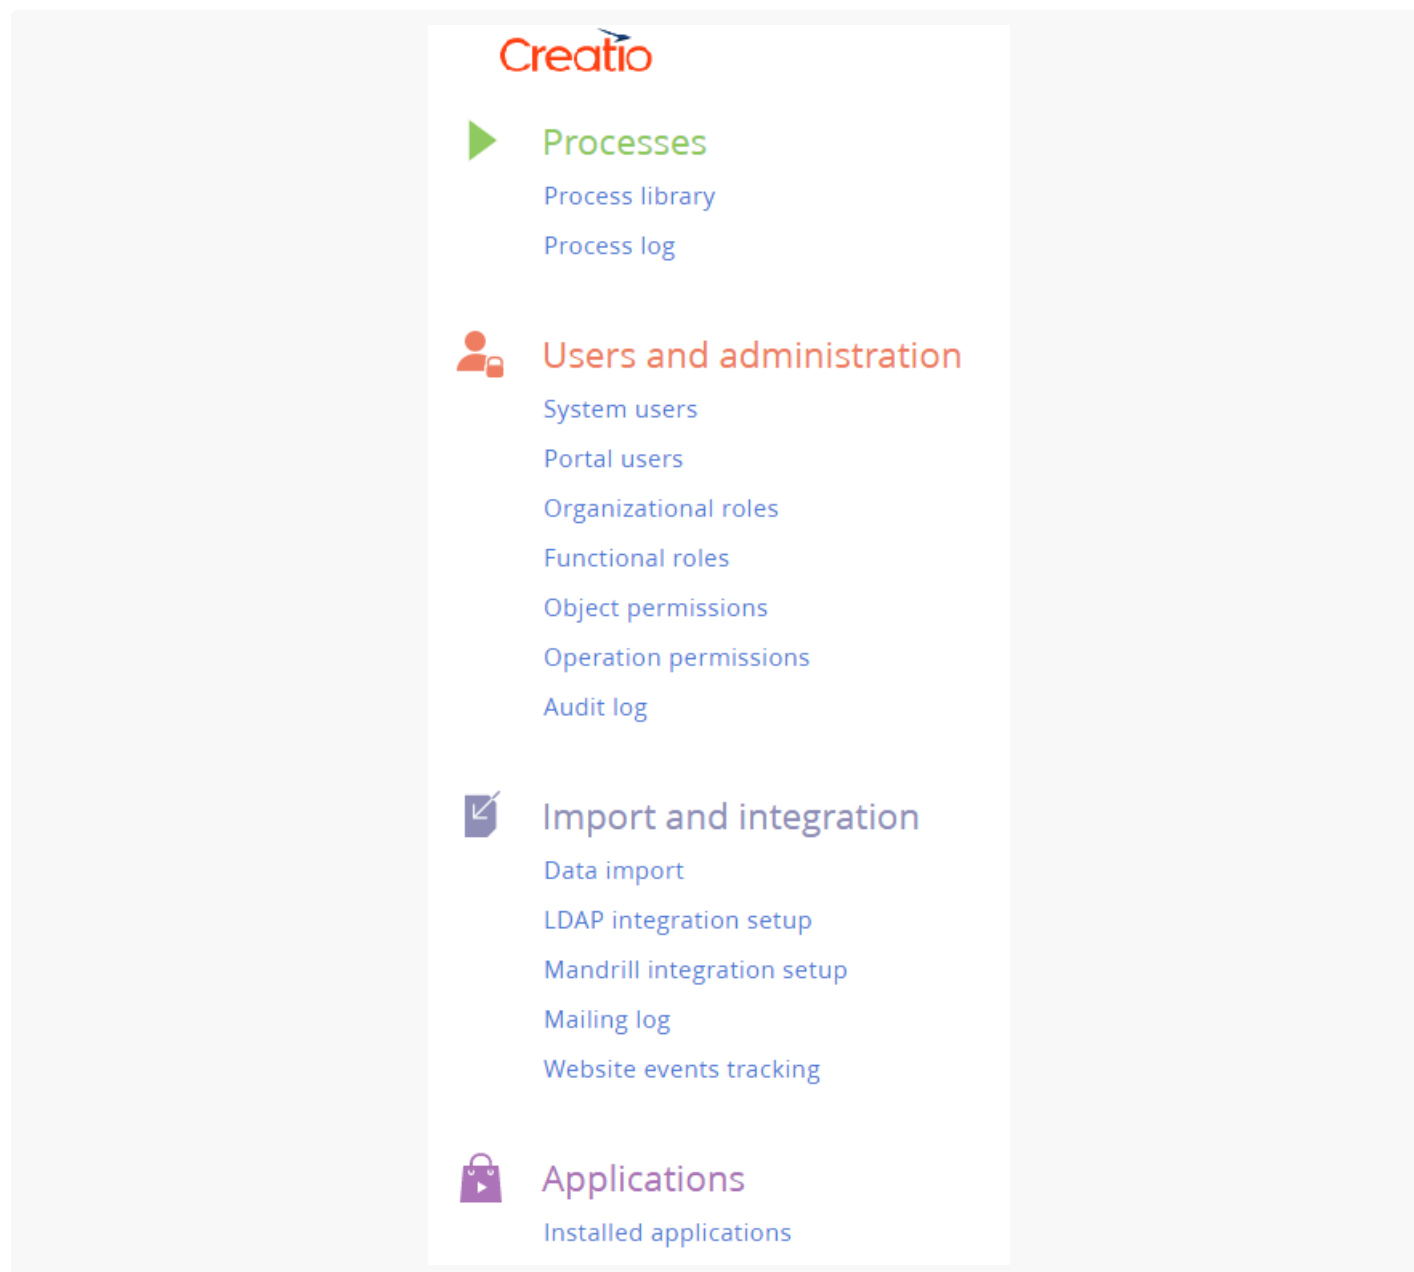 Creatio
Processes
Process library
Process log
Users and administration
System users
Portal users
Organizational roles
Functional roles
Object permissions
Operation permissions
Audit log
Import and integration
Data import
LDAP integration setup
Mandrill integration setup
Mailing log
Website events tracking
Applications
Installed applications